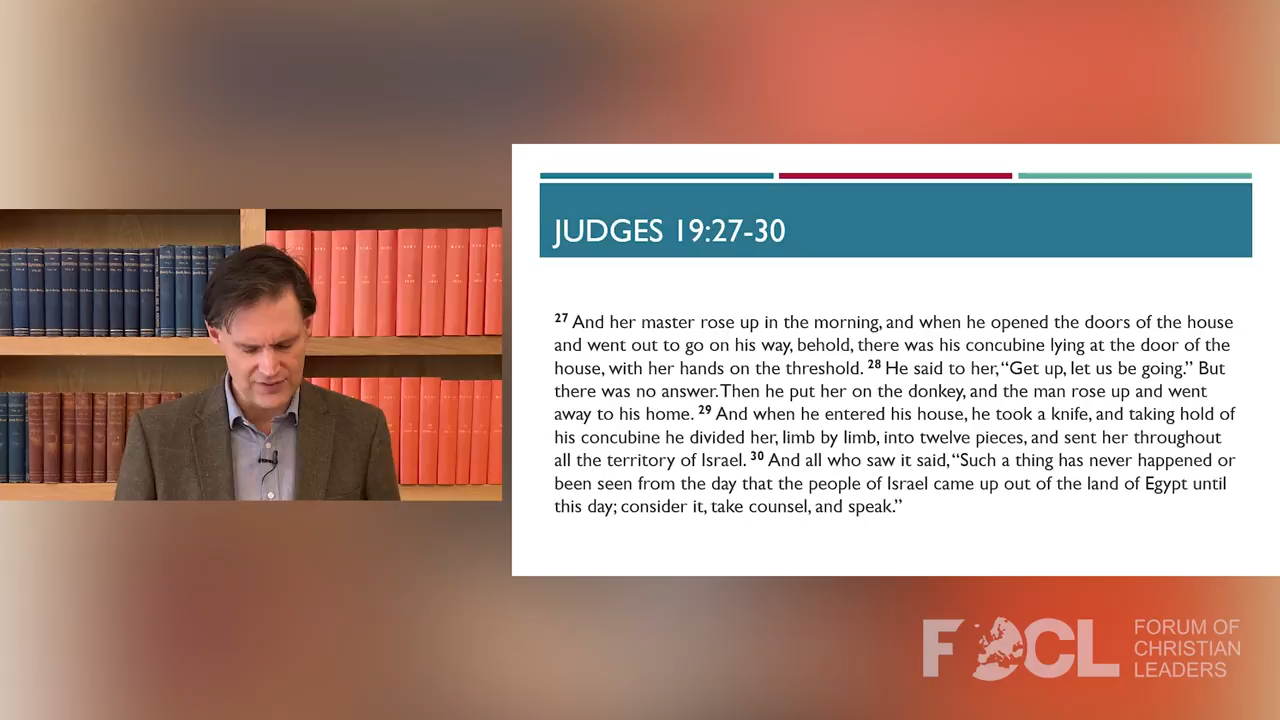 JUDGES 19:27-30
27 And her master rose up in the morning, and when he opened the doors of the house
and went out to go on his way, behold, there was his concubine lying at the door of the
house, with her hands on the threshold. 28 He said to her, “Get up, let us be going.” But
there was no answer. Then he put her on the donkey, and the man rose up and went
away to his home. 29 And when he entered his house, he took a knife, and taking hold of
his concubine he divided her, limb by limb, into twelve pieces, and sent her throughout
all the territory of Israel. 30 And all who saw it said, “Such a thing has never happened or
been seen from the day that the people of Israel came up out of the land of Egypt until
this day; consider it, take counsel, and speak.”
FOCL
FORUM OF
CHRISTIAN
LEADERS